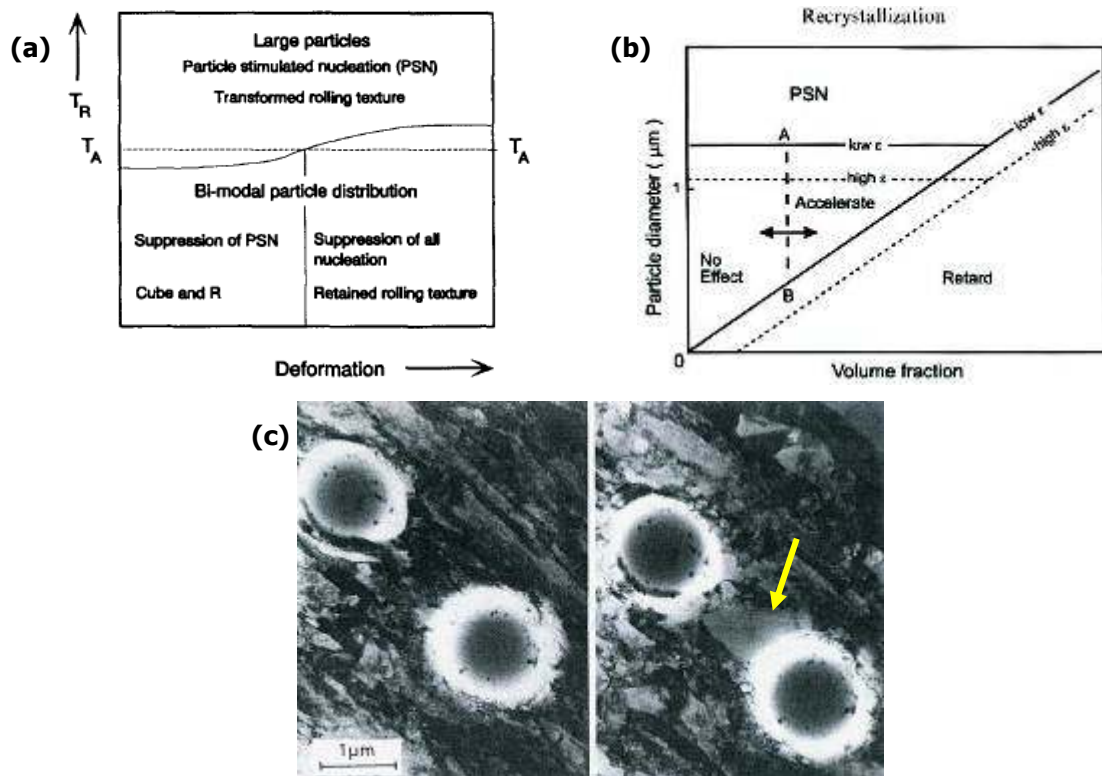 (a)
T_R
T_A
Large particles
Particle stimulated nucleation (PSN)
Transformed rolling texture
T_A
Bi-modal particle distribution
Suppression of PSN
Suppression of all
nucleation
Cube and R
Retained rolling texture
Deformation
(b)
Recrystallization
Particle diameter ( μm)
1
0
PSN
A
low ε
low ε
high ε
high ε
Accelerate
No
Effect
B
Retard
Volume fraction
(c)
1μm